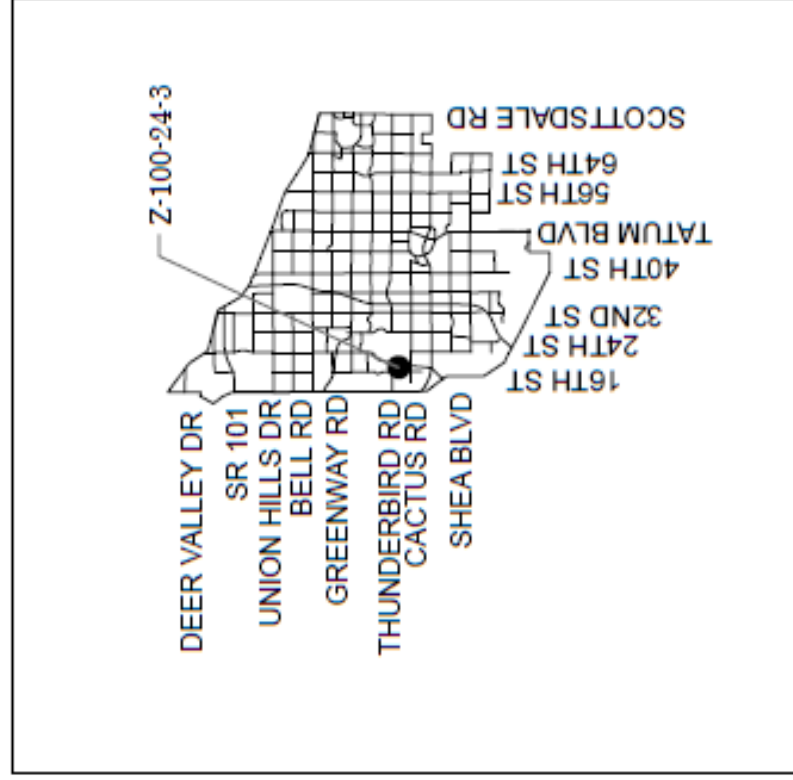 Z-100-24-3
DEER VALLEY DR
SR 101
UNION HILLS DR
BELL RD
GREENWAY RD
THUNDERBIRD RD
CACTUS RD
SHEA BLVD
16TH ST
24TH ST
32ND ST
40TH ST
TATUM BLVD
56TH ST
64TH ST
SCOTTSDALE RD